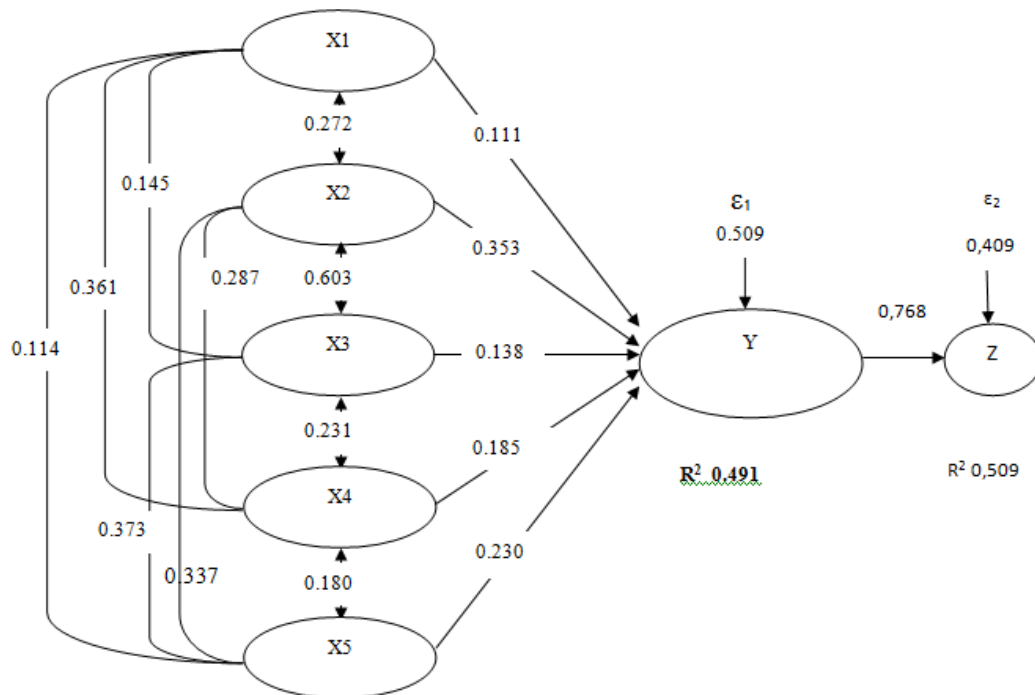 X1
0.272
0.111
0.145
X2
ε1
ε2
0.509
0,409
0.353
0.287
0.603
0.361
0,768
0.114
X3
0.138
Y
Z
0.231
0.185
X4
R² 0,491
R² 0,509
0.373
0.230
0.337
0.180
X5